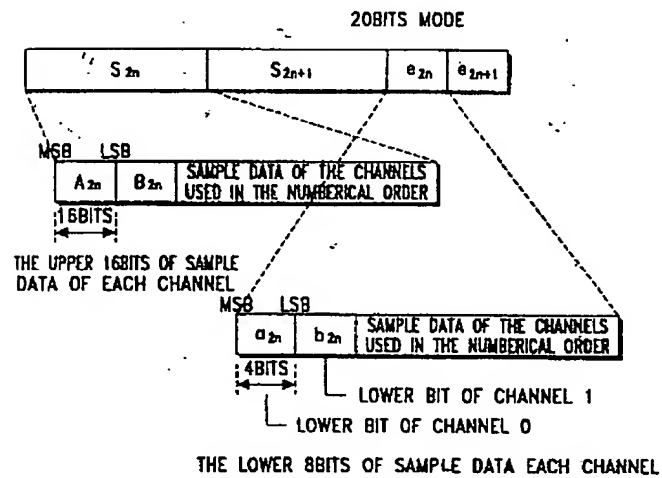 20BITS MODE
S2n S2n+1 e2n e2n+1
MSB LSB
A2n B2n SAMPLE DATA OF THE CHANNELS
USED IN THE NUMBERICAL ORDER
16BITS
THE UPPER 16BITS OF SAMPLE
DATA OF EACH CHANNEL
MSB LSB
a2n b2n SAMPLE DATA OF THE CHANNELS
USED IN THE NUMBERICAL ORDER
4BITS
LOWER BIT OF CHANNEL 1
LOWER BIT OF CHANNEL 0
THE LOWER 8BITS OF SAMPLE DATA EACH CHANNEL